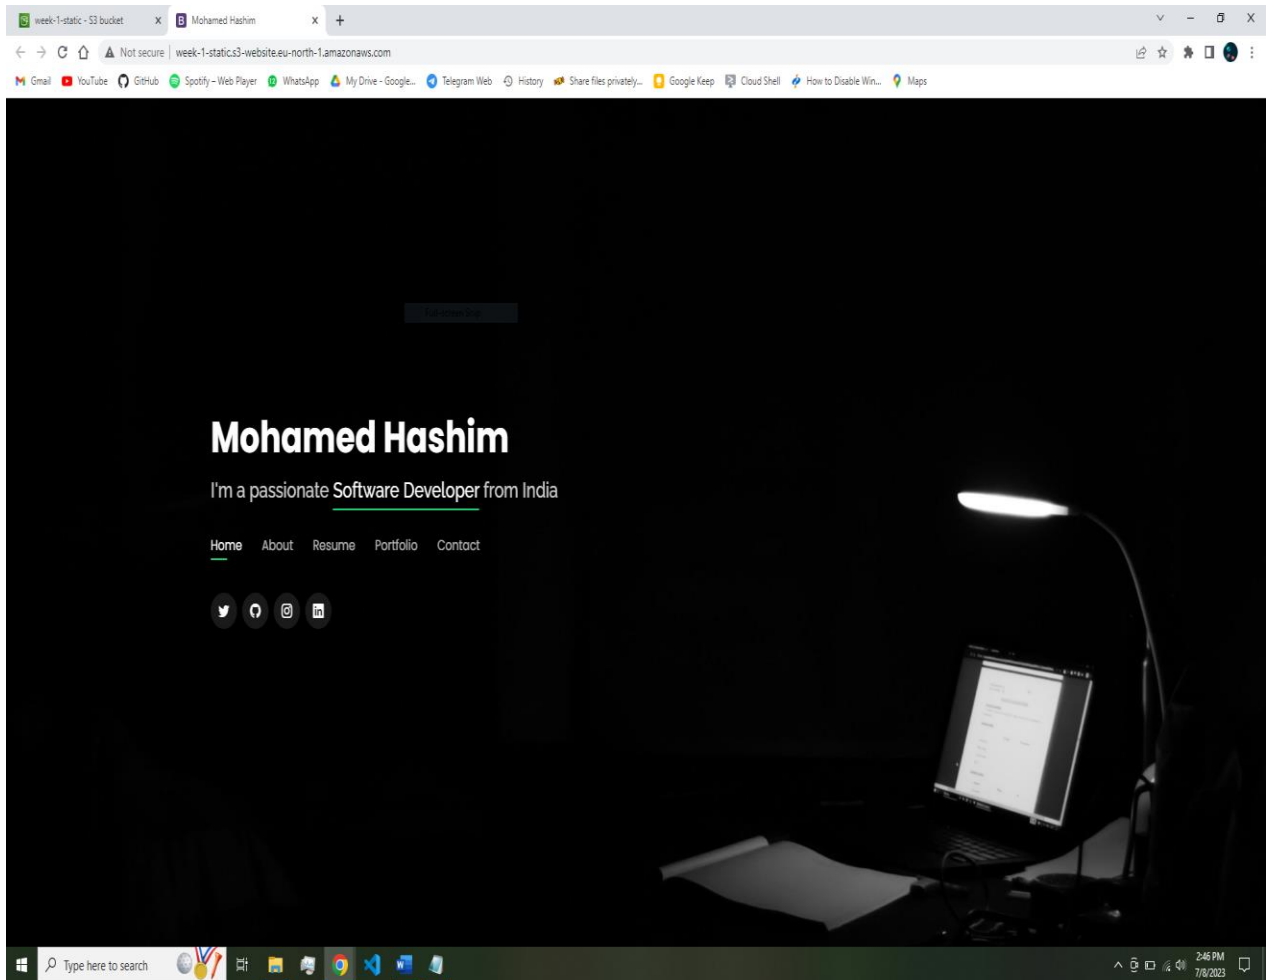 week-1-static - S3 bucket
Mohamed Hashim
Not secure | week-1-static.s3-website.eu-north-1.amazonaws.com
Gmail YouTube GitHub Spotify – Web Player WhatsApp My Drive - Google... Telegram Web History Share files privately... Google Keep Cloud Shell How to Disable Win... Maps
Mohamed Hashim
I'm a passionate Software Developer from India
Home About Resume Portfolio Contact
Type here to search
2:46 PM
7/8/2023